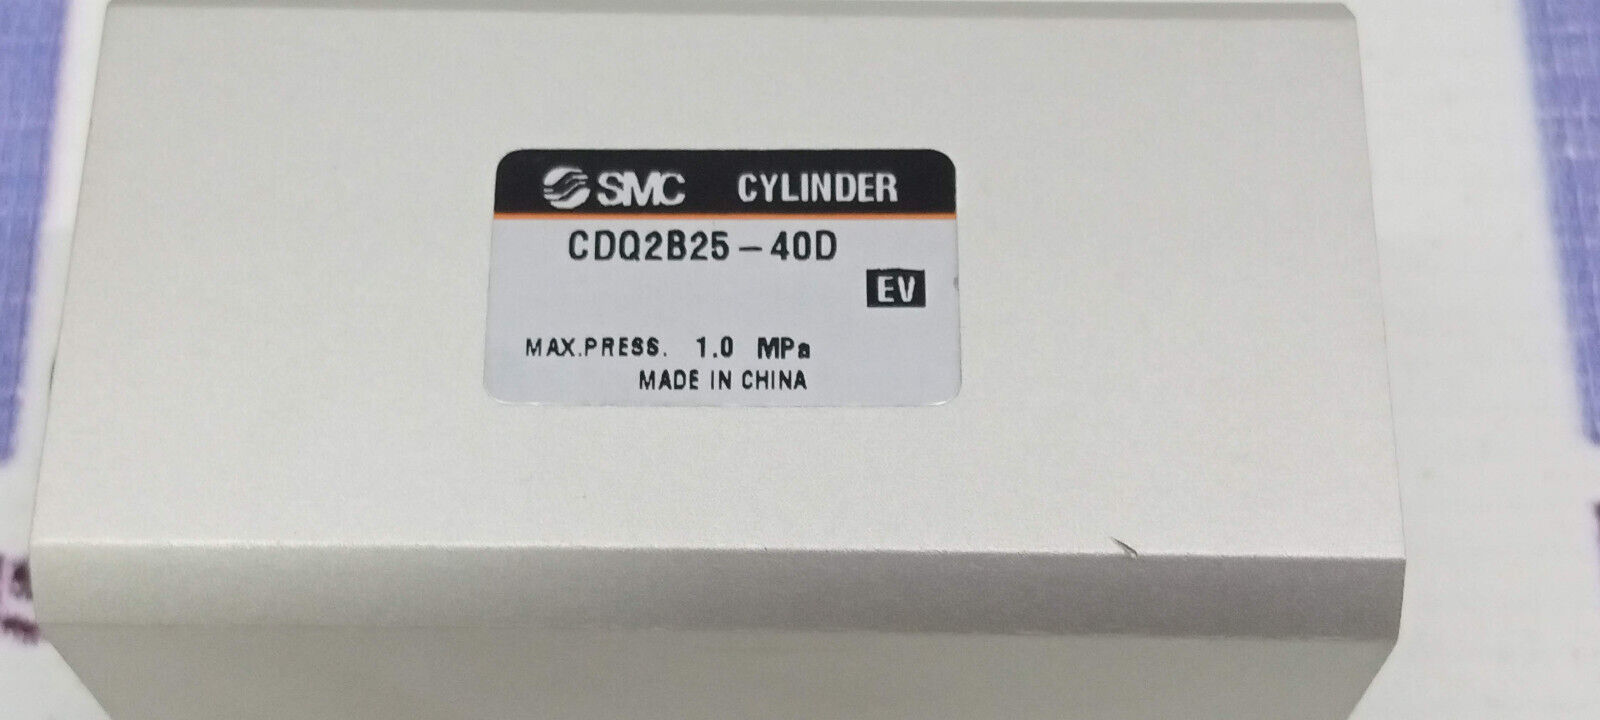 SMC CYLINDER
CDQ2B25-40D
EV
MAX.PRESS. 1.0 MPa
MADE IN CHINA